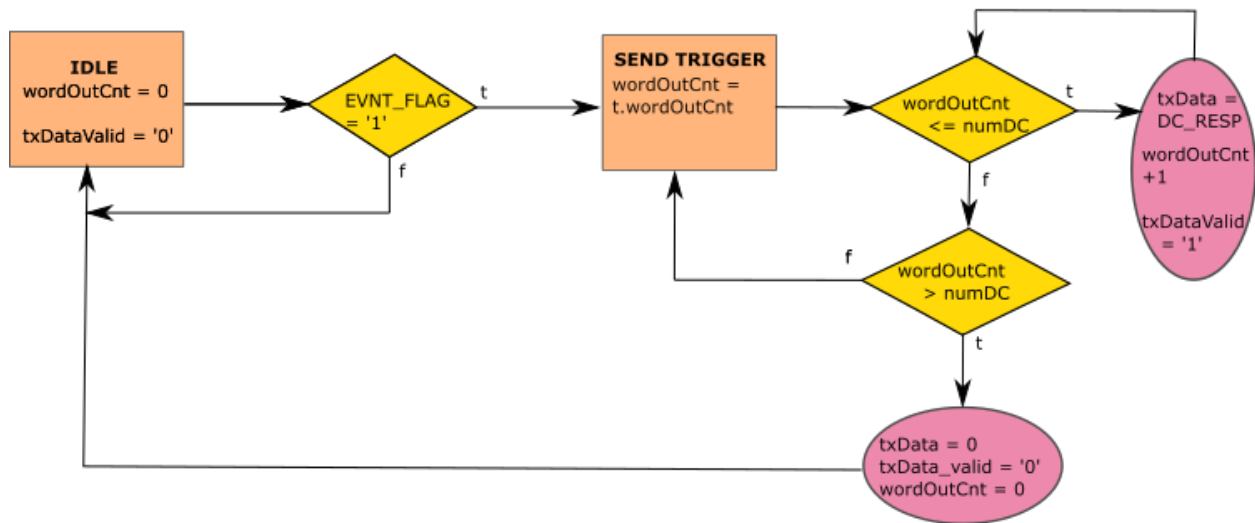 IDLE
wordOutCnt = 0
txDataValid = '0'
EVNT_FLAG
= '1'
t
f
SEND TRIGGER
wordOutCnt =
t.wordOutCnt
wordOutCnt
<= numDC
t
f
txData =
DC_RESP
wordOutCnt
+1
txDataValid
= '1'
wordOutCnt
> numDC
f
t
txData = 0
txData_valid = '0'
wordOutCnt = 0